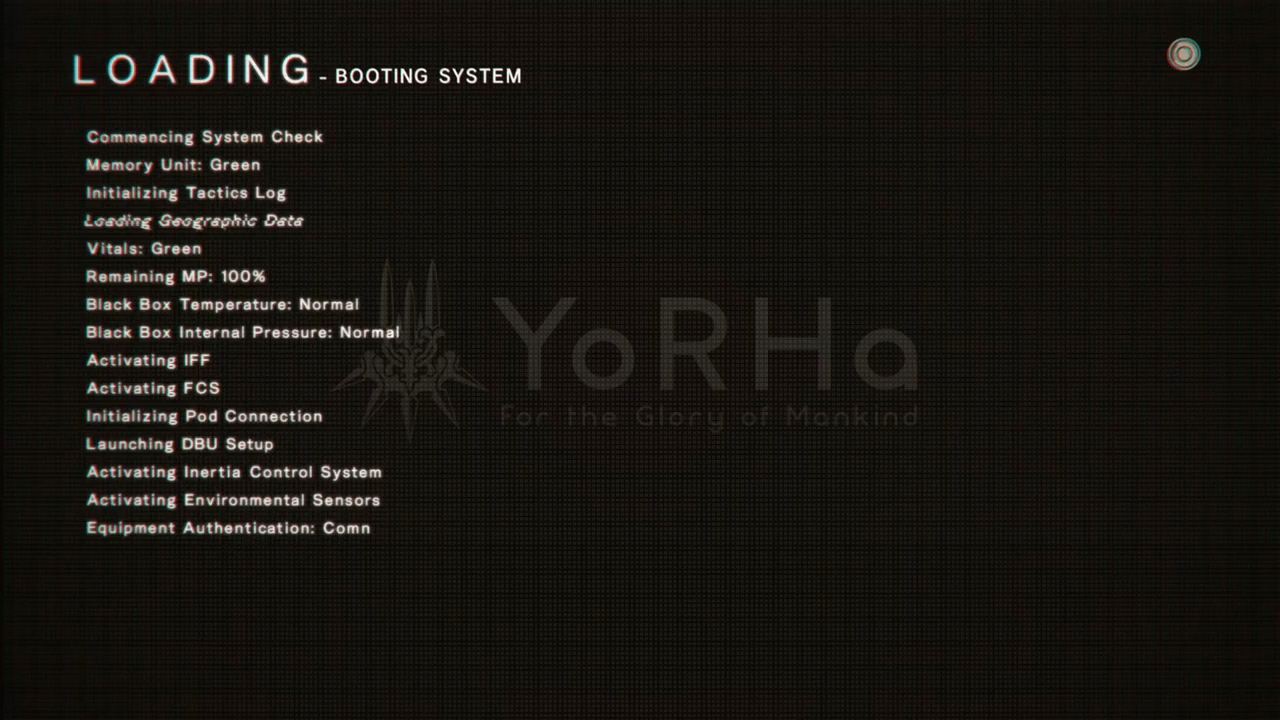 LOADING - BOOTING SYSTEM
Commencing System Check
Memory Unit: Green
Initializing Tactics Log
Loading Geographic Data
Vitals: Green
Remaining MP: 100%
Black Box Temperature: Normal
Black Box Internal Pressure: Normal
Activating IFF
Activating FCS
Initializing Pod Connection
Launching DBU Setup
Activating Inertia Control System
Activating Environmental Sensors
Equipment Authentication: Comn
YoRHa
For the Glory of Mankind